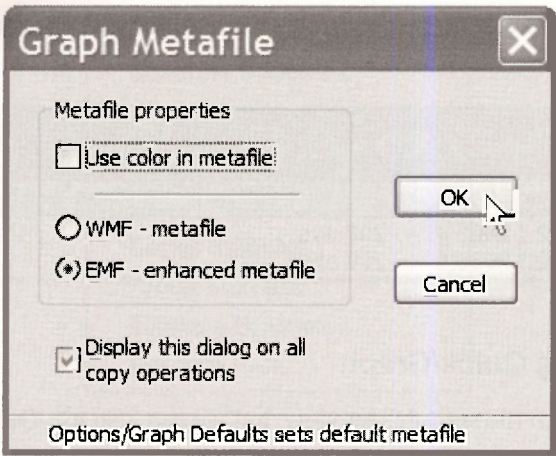 Graph Metafile
Metafile properties
Use color in metafile
WMF - metafile
EMF - enhanced metafile
OK
Cancel
Display this dialog on all
copy operations
Options/Graph Defaults sets default metafile